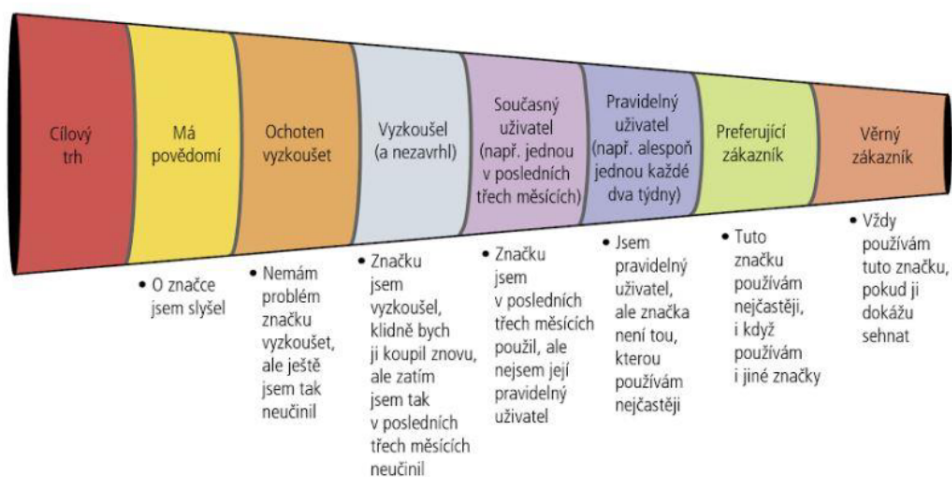 Cílový
trh
Má
povědomí
Ochoten
vyzkoušet
Vyzkoušel
(a nezavrhl)
Současný
uživatel
(např. jednou
v posledních
třech měsících)
Pravidelný
uživatel
(např. alespoň
jednou každé
dva týdny)
Preferující
zákazník
Věrný
zákazník
• O značce
jsem slyšel
• Nemám
problém
značku
vyzkoušet,
ale ještě
jsem tak
neučinil
• Značku
jsem
vyzkoušel,
klidně bych
ji koupil znovu,
ale zatím
jsem tak
v posledních
třech měsících
neučinil
• Značku
jsem
v posledních
třech měsících
použil, ale
nejsem její
pravidelný
uživatel
• Jsem
pravidelný
uživatel,
ale značka
není tou,
kterou
používám
nejčastěji
• Tuto
značku
používám
nejčastěji,
i když
používám
i jiné značky
• Vždy
používám
tuto značku,
pokud ji
dokážu
sehnat